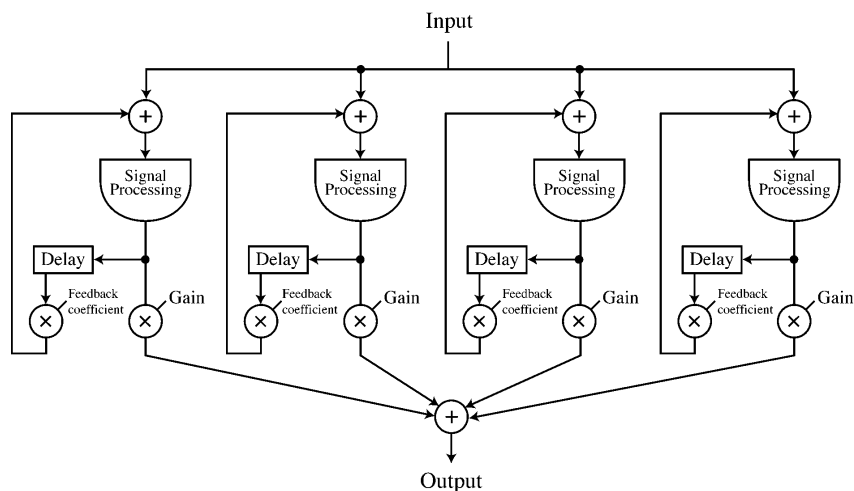 Input
+
+
+
+
Signal
Processing
Signal
Processing
Signal
Processing
Signal
Processing
Delay
Delay
Delay
Delay
Feedback
coefficient
Gain
Feedback
coefficient
Gain
Feedback
coefficient
Gain
Feedback
coefficient
Gain
×
×
×
×
×
×
×
×
+
Output